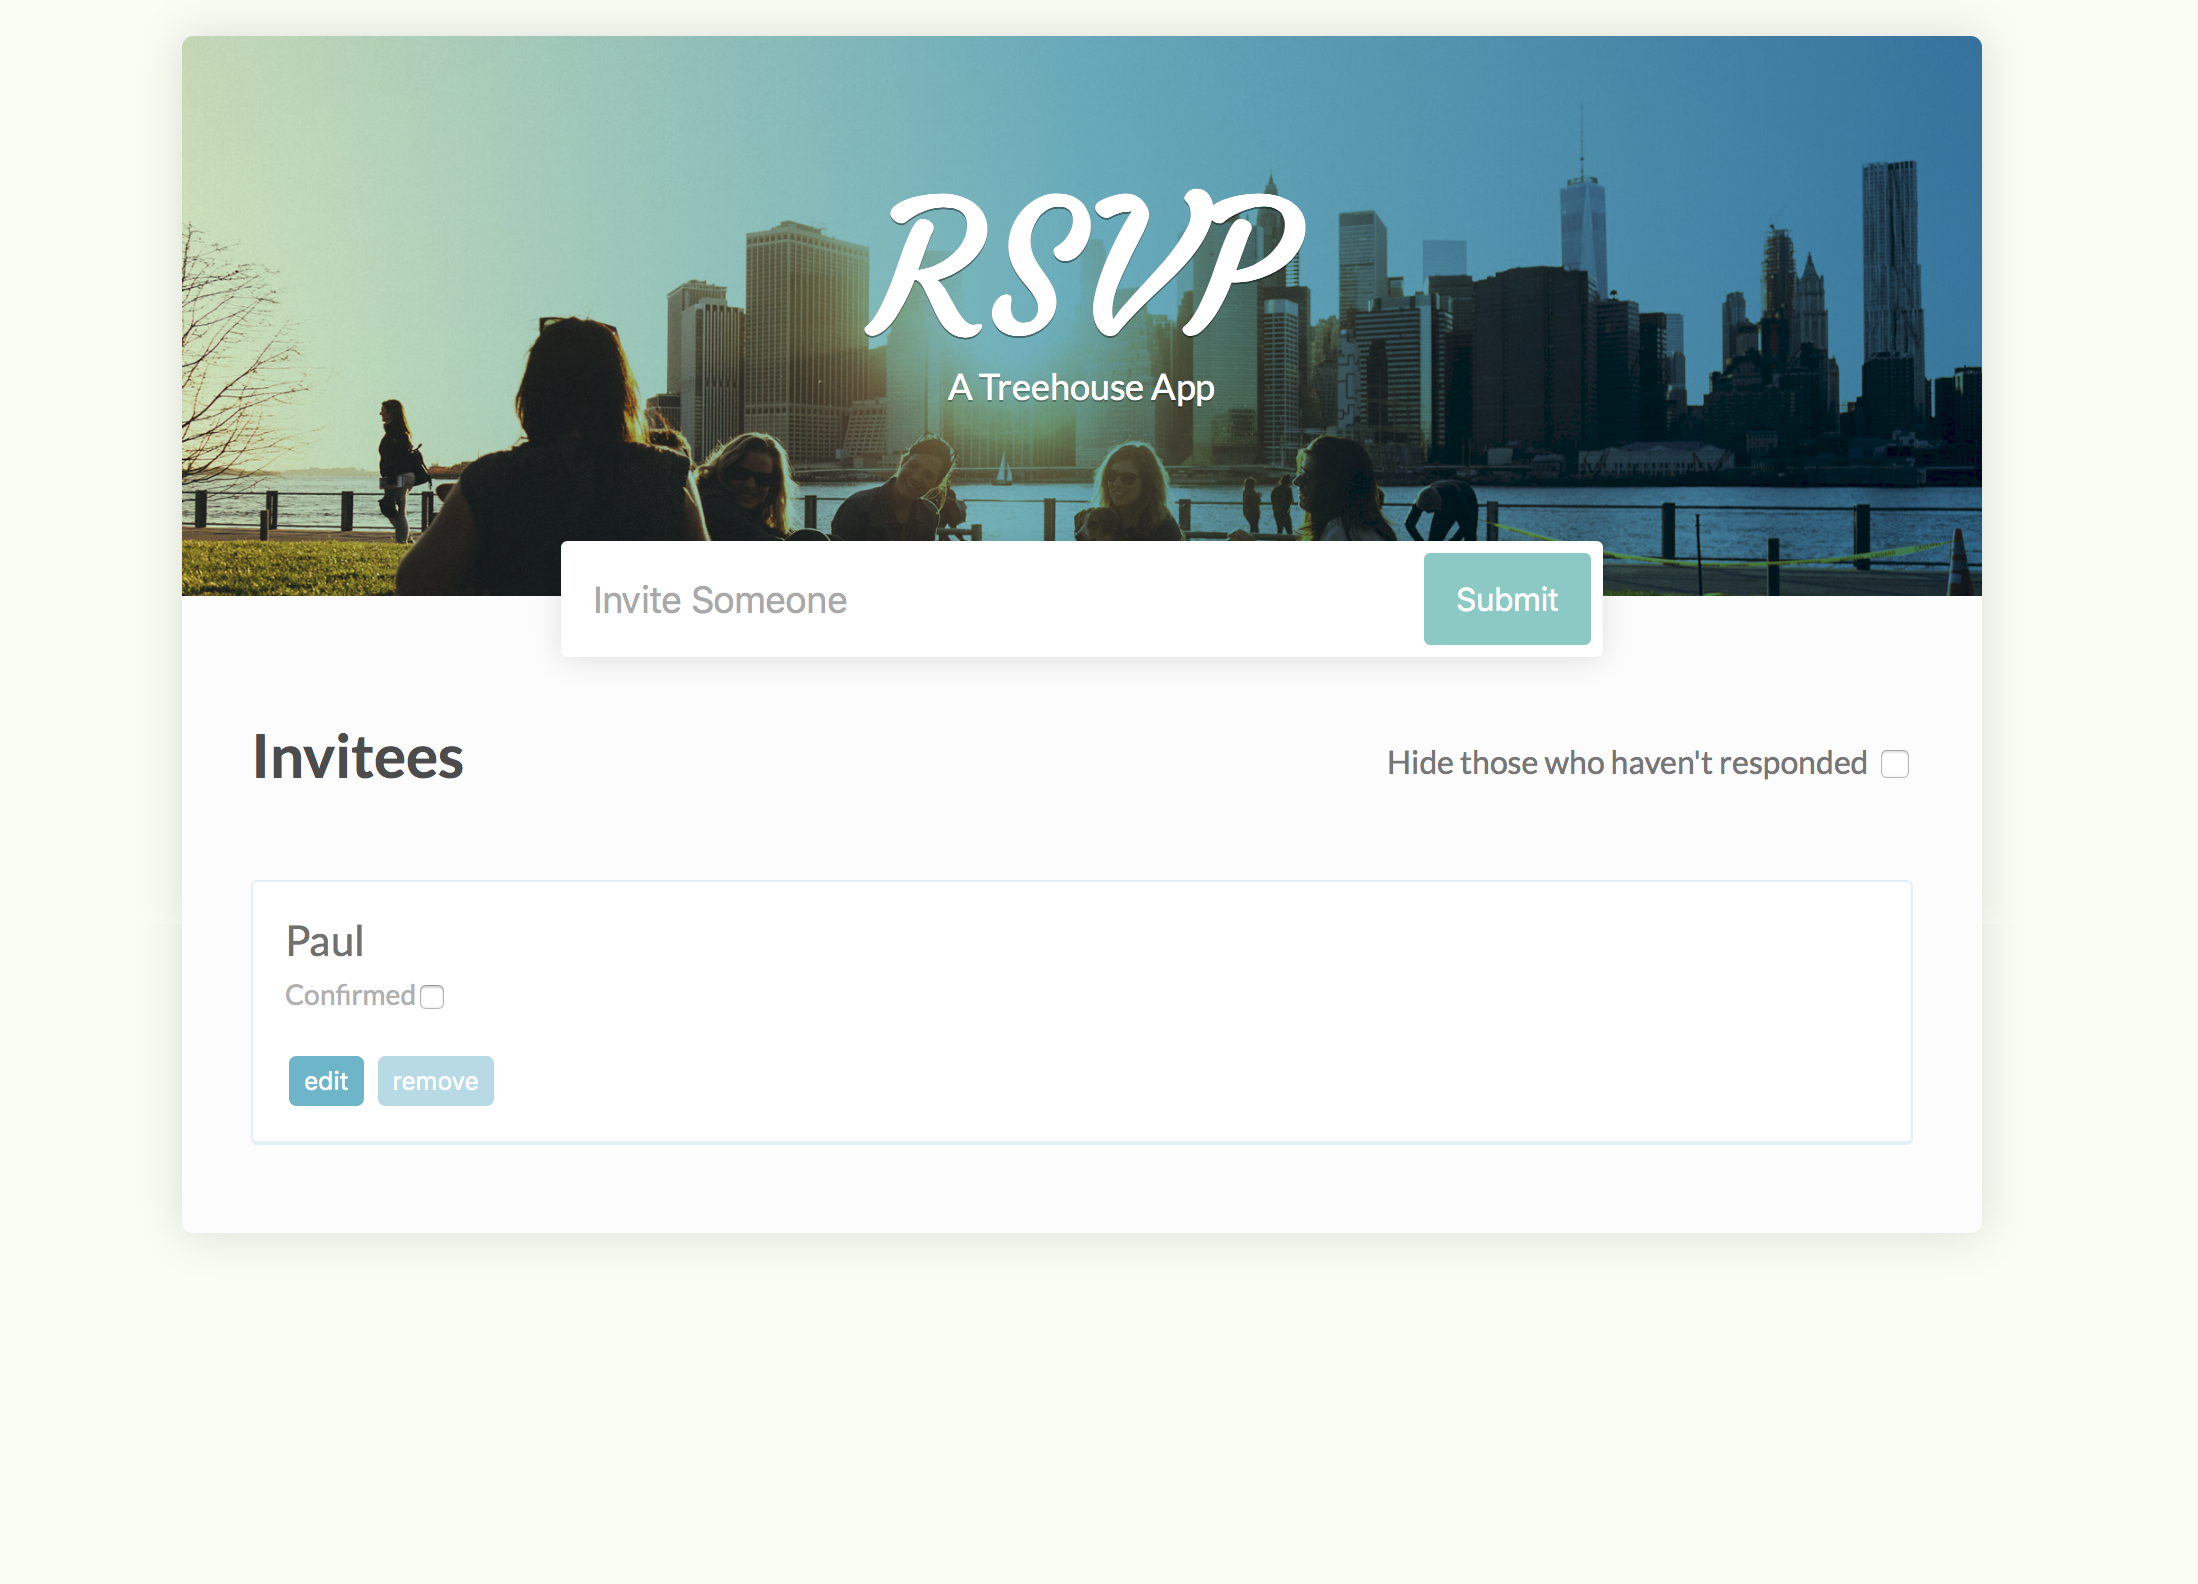 RSVP
A Treehouse App
Invite Someone
Submit
Invitees
Hide those who haven't responded
Paul
Confirmed
edit
remove